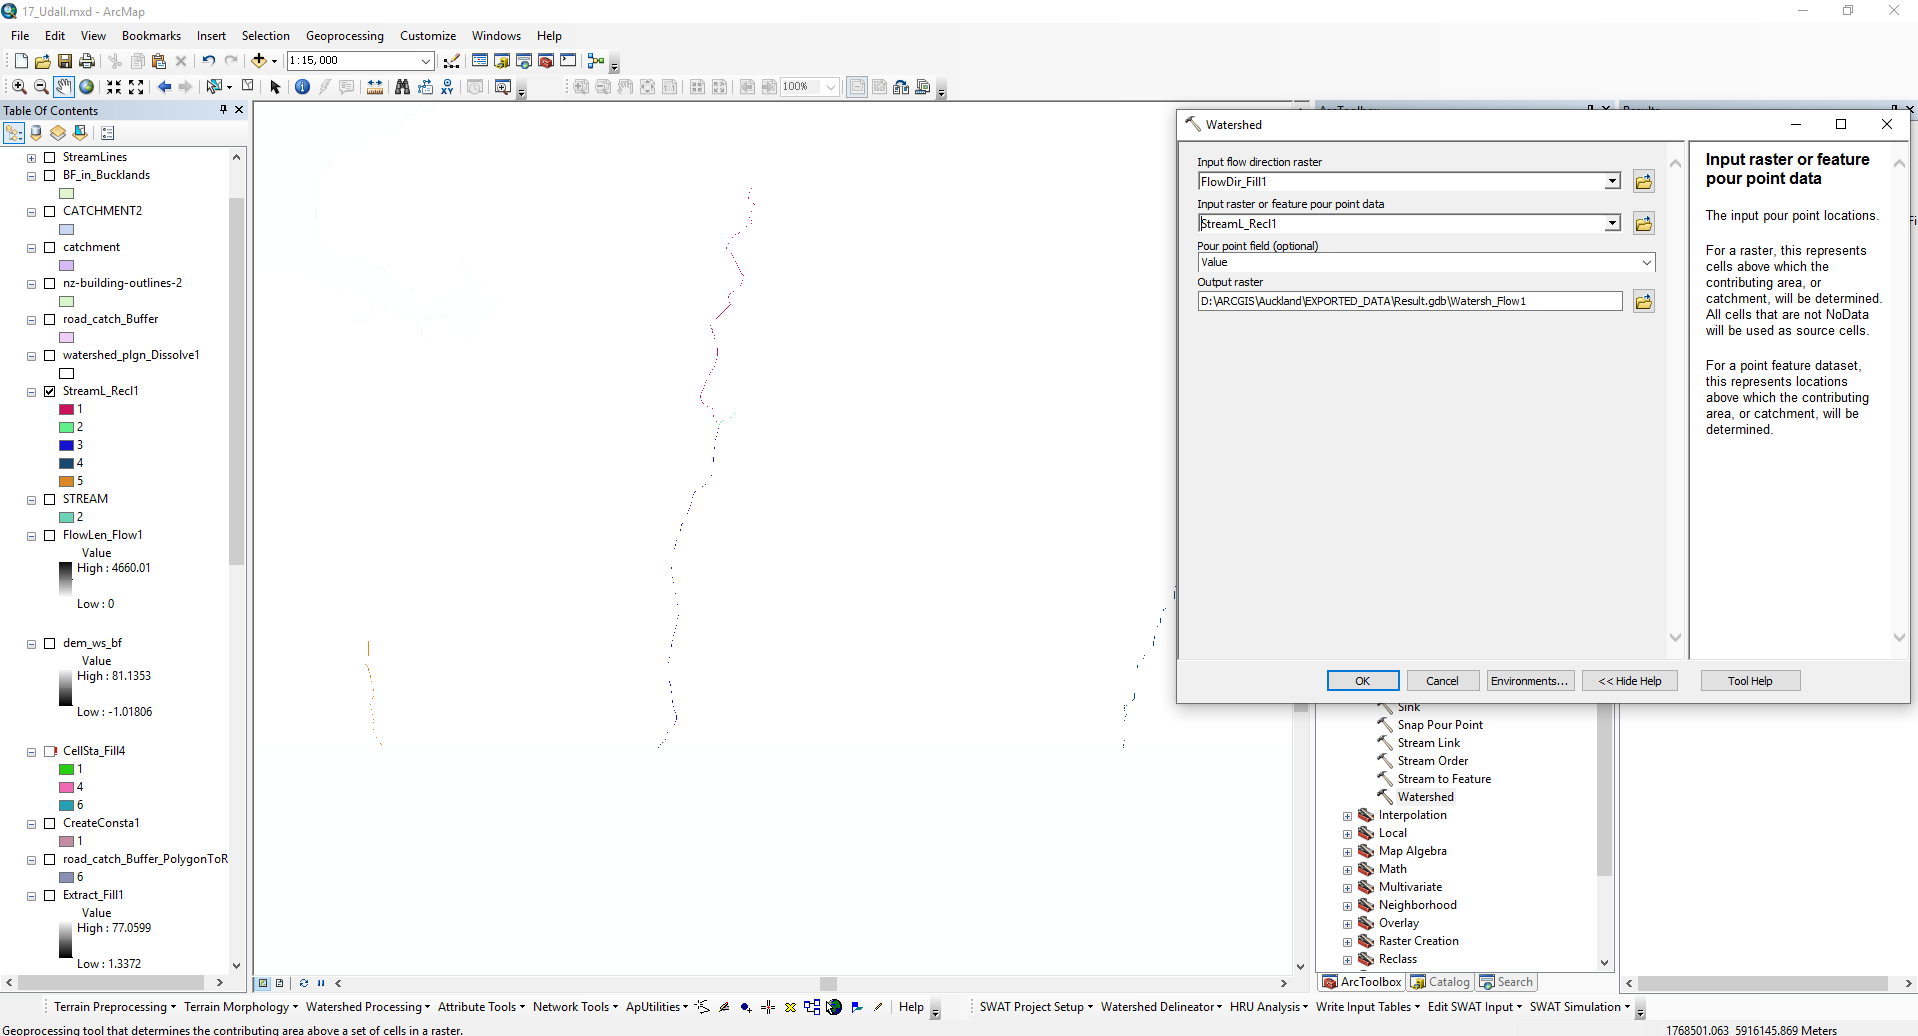 17_Udall.mxd - ArcMap
File Edit View Bookmarks Insert Selection Geoprocessing Customize Windows Help
1:15,000
100%
Table Of Contents
StreamLines
BF_in_Bucklands
CATCHMENT2
catchment
nz-building-outlines-2
road_catch_Buffer
watershed_plgn_Dissolve1
StreamL_Recl1
1
2
3
4
5
STREAM
2
FlowLen_Flow1
Value
High : 4660.01
Low : 0
dem_ws_bf
Value
High : 81.1353
Low : -1.01806
CellSta_Fill4
1
4
6
CreateConsta1
1
road_catch_Buffer_PolygonToR
6
Extract_Fill1
Value
High : 77.0599
Low : 1.3372
Watershed
Input flow direction raster
FlowDir_Fill1
Input raster or feature pour point data
StreamL_Recl1
Pour point field (optional)
Value
Output raster
D:\ARCGIS\Auckland\EXPORTED_DATA\Result.gdb\Watersh_Flow1
OK Cancel Environments... << Hide Help Tool Help
Input raster or feature
pour point data
The input pour point locations.
For a raster, this represents
cells above which the
contributing area, or
catchment, will be determined.
All cells that are not NoData
will be used as source cells.
For a point feature dataset,
this represents locations
above which the contributing
area, or catchment, will be
determined.
Sink
Snap Pour Point
Stream Link
Stream Order
Stream to Feature
Watershed
Interpolation
Local
Map Algebra
Math
Multivariate
Neighborhood
Overlay
Raster Creation
Reclass
ArcToolbox Catalog Search
Terrain Preprocessing Terrain Morphology Watershed Processing Attribute Tools Network Tools ApUtilities Help SWAT Project Setup Watershed Delineator HRU Analysis Write Input Tables Edit SWAT Input SWAT Simulation
Geoprocessing tool that determines the contributing area above a set of cells in a raster.
1768501.063 5916145.869 Meters